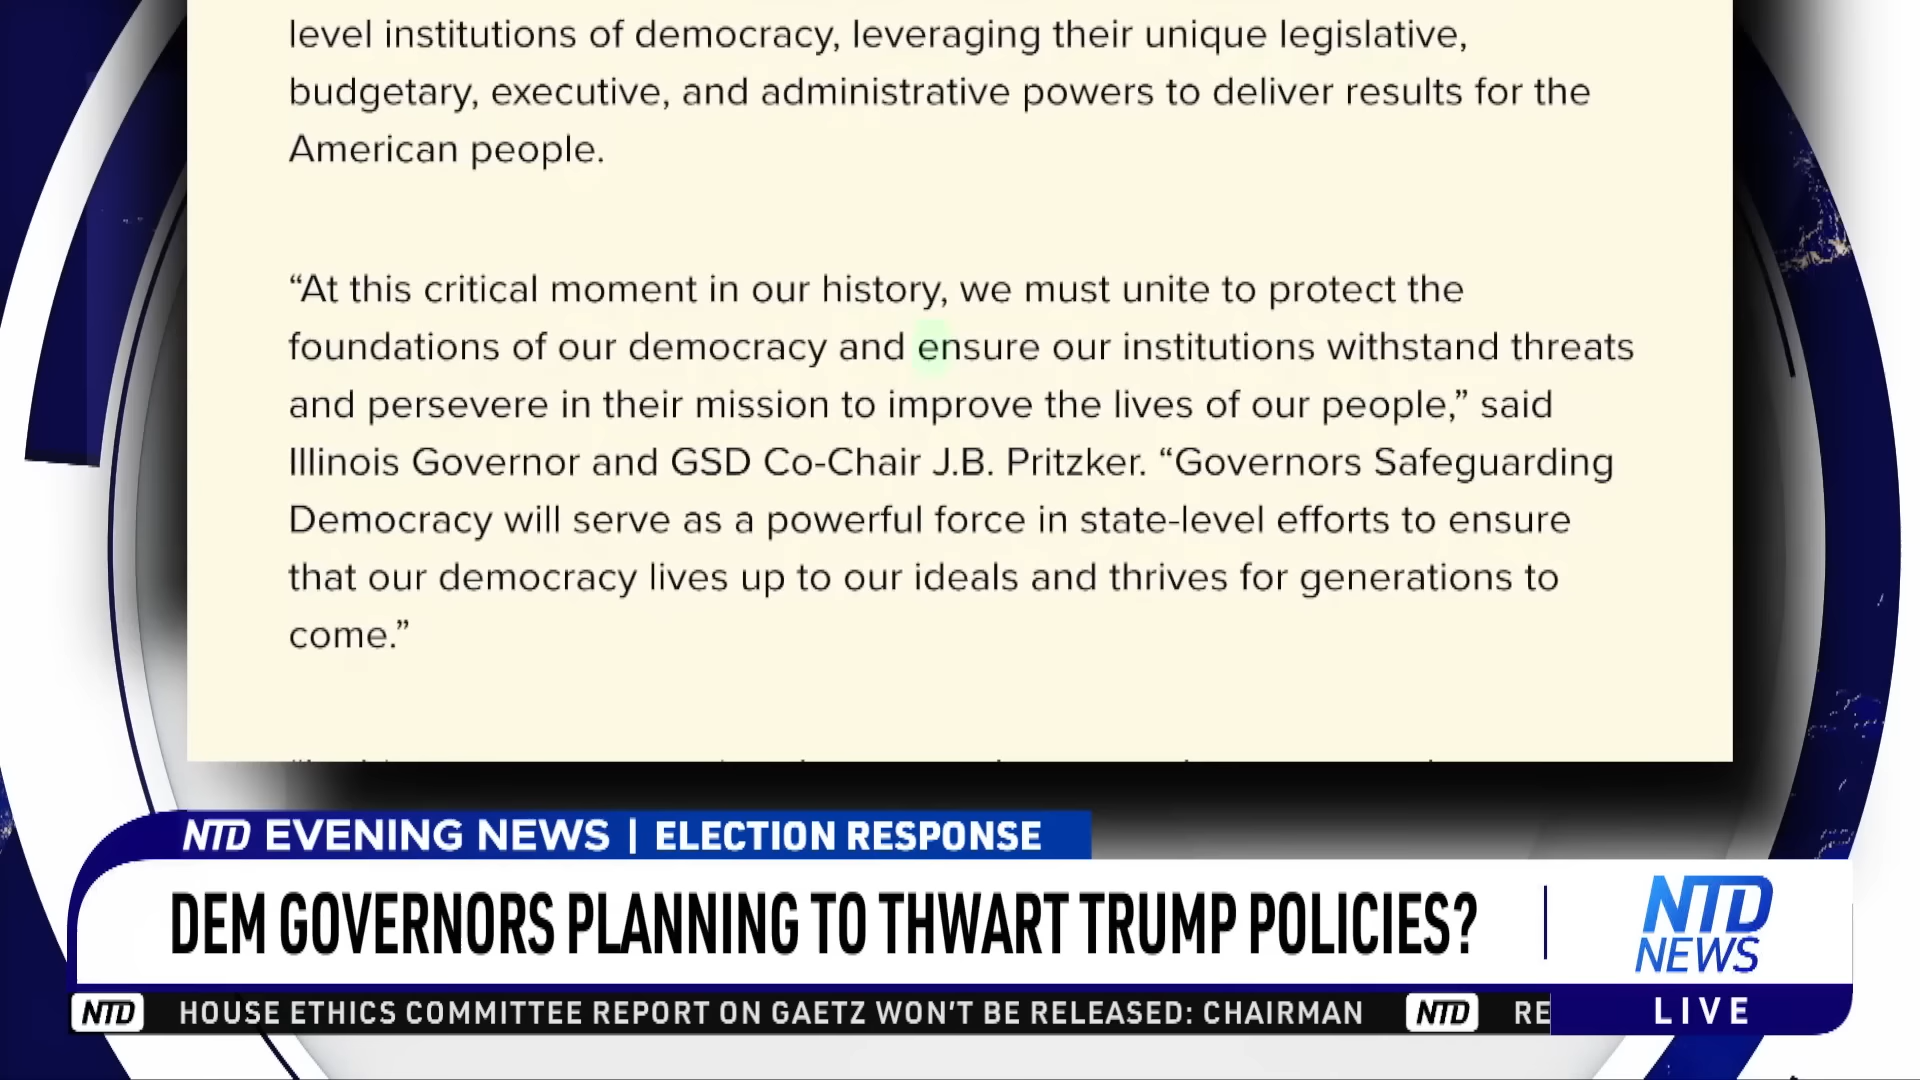 level institutions of democracy, leveraging their unique legislative,
budgetary, executive, and administrative powers to deliver results for the
American people.
“At this critical moment in our history, we must unite to protect the
foundations of our democracy and ensure our institutions withstand threats
and persevere in their mission to improve the lives of our people,” said
Illinois Governor and GSD Co-Chair J.B. Pritzker. “Governors Safeguarding
Democracy will serve as a powerful force in state-level efforts to ensure
that our democracy lives up to our ideals and thrives for generations to
come.”
NTD EVENING NEWS | ELECTION RESPONSE
DEM GOVERNORS PLANNING TO THWART TRUMP POLICIES?
NTD
NEWS
NTD HOUSE ETHICS COMMITTEE REPORT ON GAETZ WON'T BE RELEASED: CHAIRMAN NTD RE
LIVE